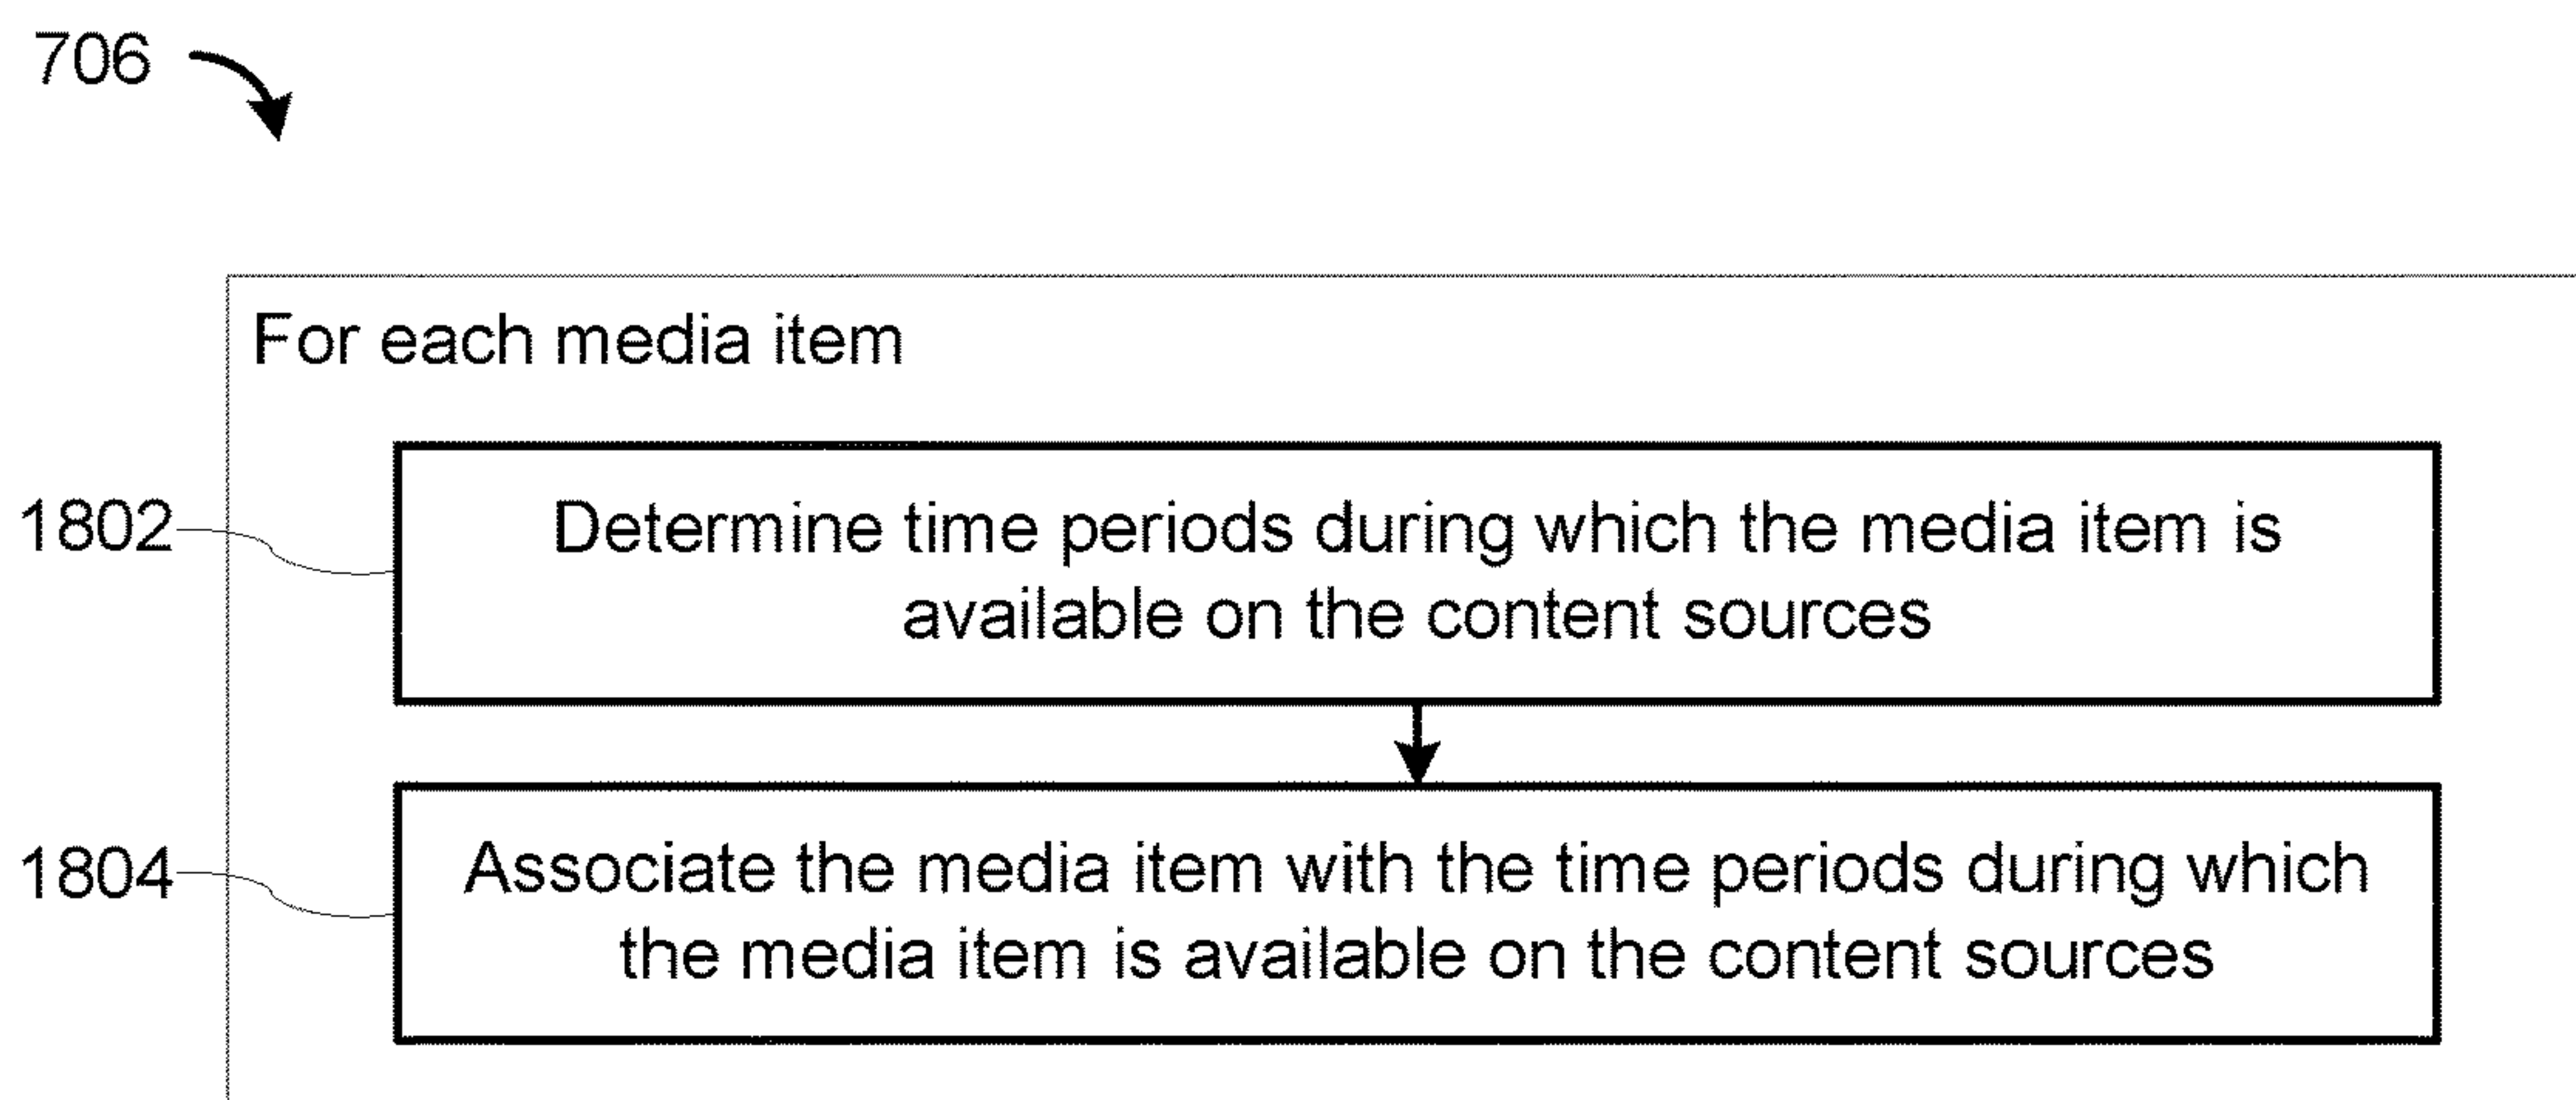 706
For each media item
1802
Determine time periods during which the media item is
available on the content sources
1804
Associate the media item with the time periods during which
the media item is available on the content sources